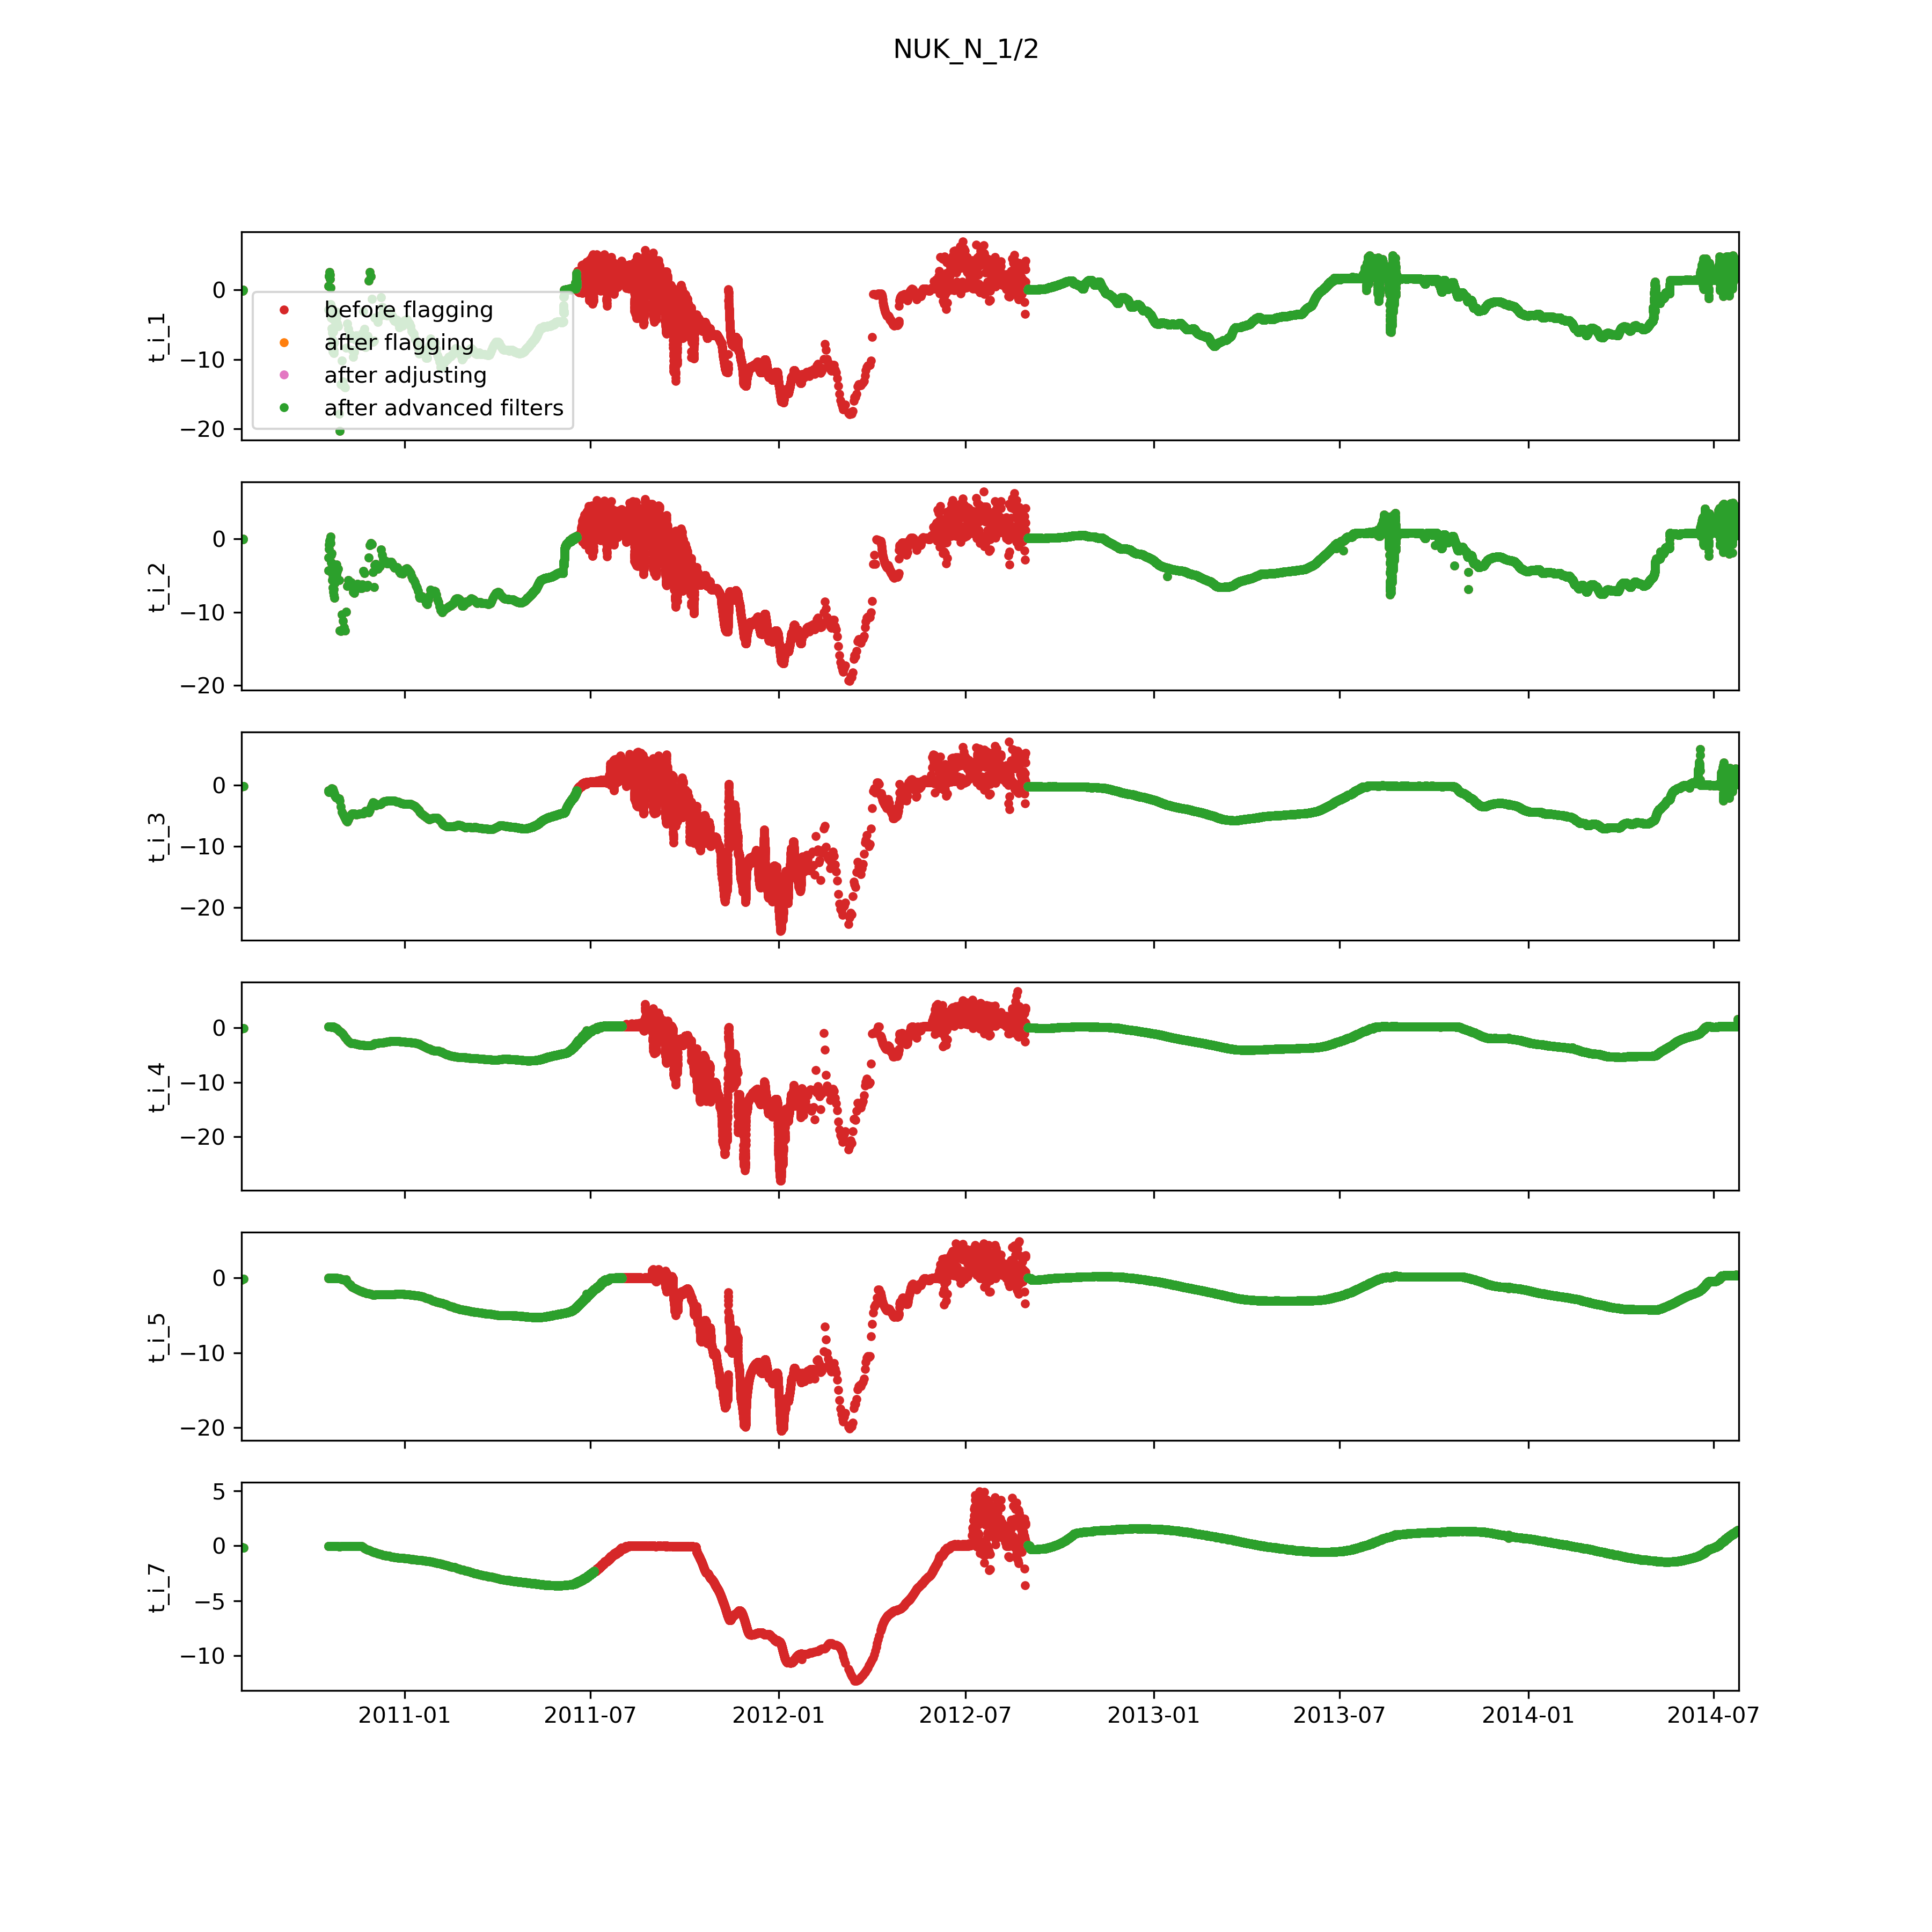 NUK_N_1/2
t_i_1
0
−10
−20
before flagging
after flagging
after adjusting
after advanced filters
t_i_2
0
−10
−20
t_i_3
0
−10
−20
t_i_4
0
−10
−20
t_i_5
0
−10
−20
t_i_7
5
0
−5
−10
2011-01 2011-07 2012-01 2012-07 2013-01 2013-07 2014-01 2014-07